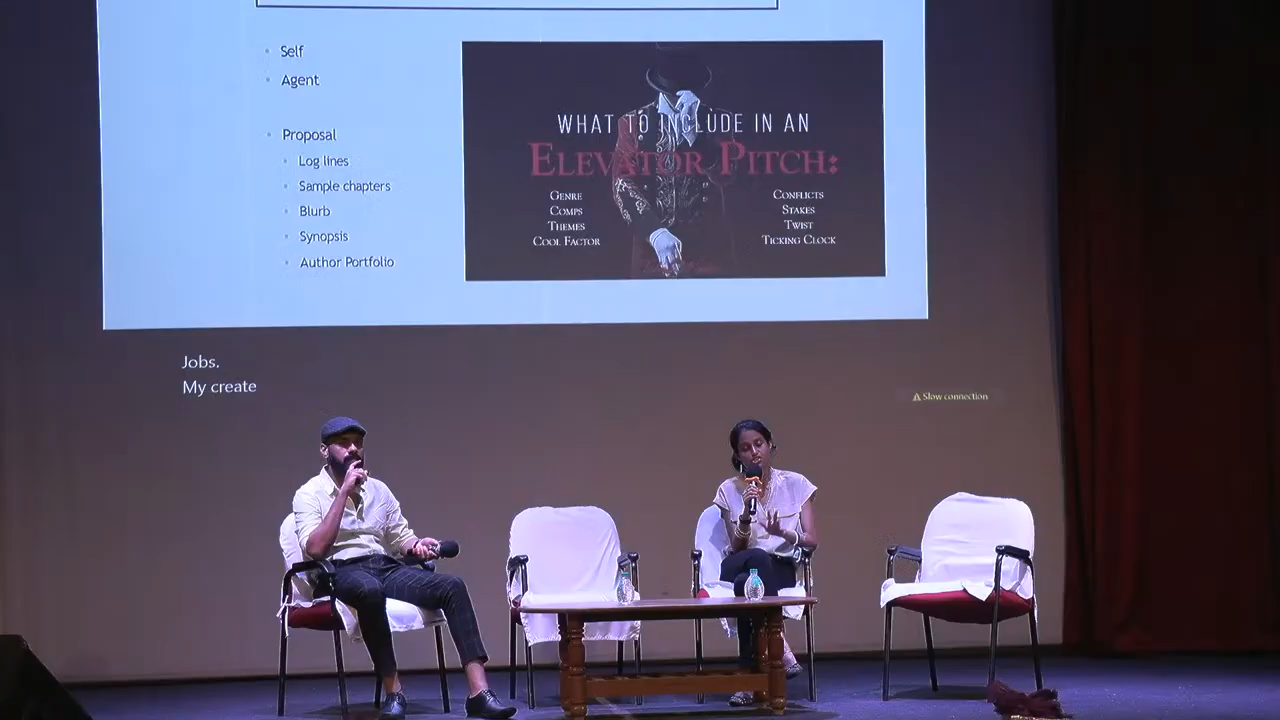 Self
Agent
Proposal
Log lines
Sample chapters
Blurb
Synopsis
Author Portfolio
WHAT TO INCLUDE IN AN
ELEVATOR PITCH:
GENRE
COMPS
THEMES
COOL FACTOR
CONFLICTS
STAKES
TWIST
TICKING CLOCK
Jobs.
My create
Slow connection